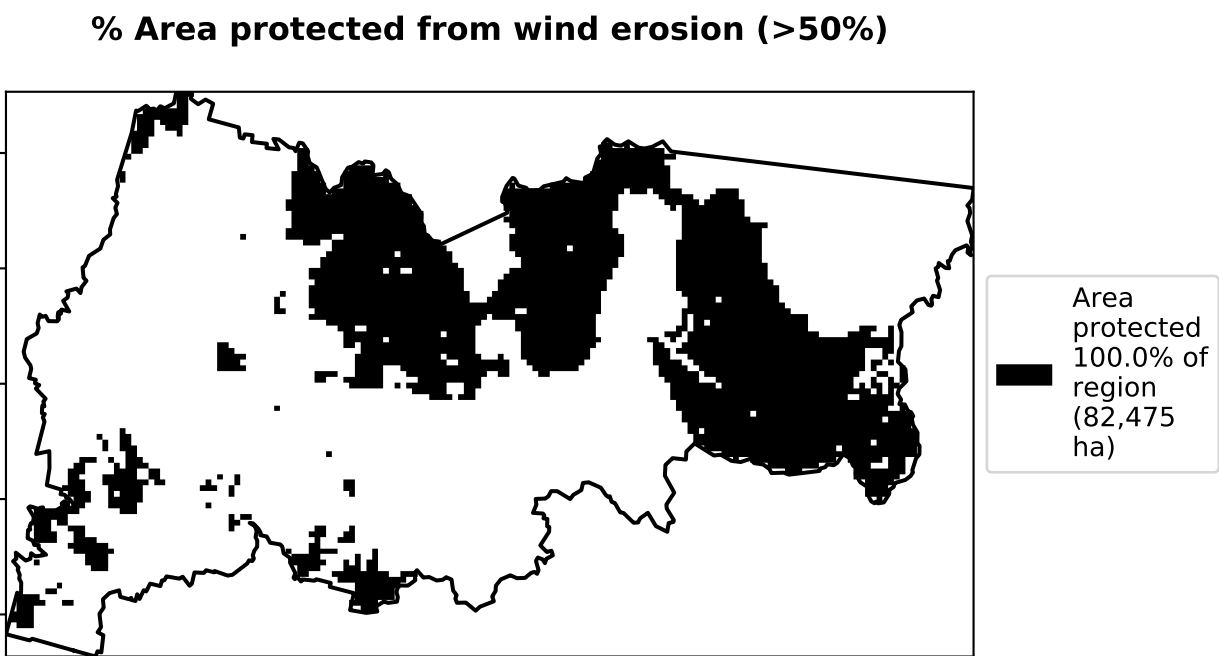 % Area protected from wind erosion (>50%)
Area
protected
100.0% of
region
(82,475
ha)